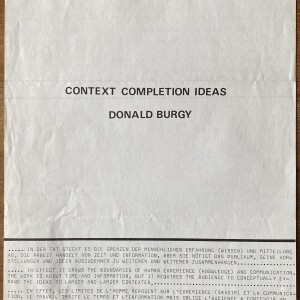 CONTEXT COMPLETION IDEAS
DONALD BURGY
..... IN DER TAT STECKT ES DIE GRENZEN DER MENSCHLICHEN ERFAHRUNG (WISSEN) UND MITTEILUNG
AB, DIE ARBEIT HANDELT VON ZEIT UND INFORMATION, ABER SIE NÖTIGT DAS PUBLIKUM, SEINE VOR-
STELLUNGEN UND IDEEN AUSZUDEHNEN ZU WEITEREN UND WEITEREN ZUSAMMENHÄNGEN.
..... IN EFFECT IT DRAWS THE BOUNDARIES OF HUMAN EXPERIENCE (KNOWLEDGE) AND COMMUNICATION,
THE WORK IS ABOUT TIME AND INFORMATION, BUT IT REQUIRES THE AUDIENCE TO CONCEPTUALLY EX-
PAND THE IDEAS TO LARGER AND LARGER CONTEXTS.
..... EN EFFET, LES LIMITES DE L'HOMME REPOSENT SUR L'EXPERIENCE (SAVOIR) ET LA COMMUNICA-
TION. LE TRAVAIL TRAITE LE TEMPS ET L'INFORMATION MAIS OBLIGE L'AUDIENCE A